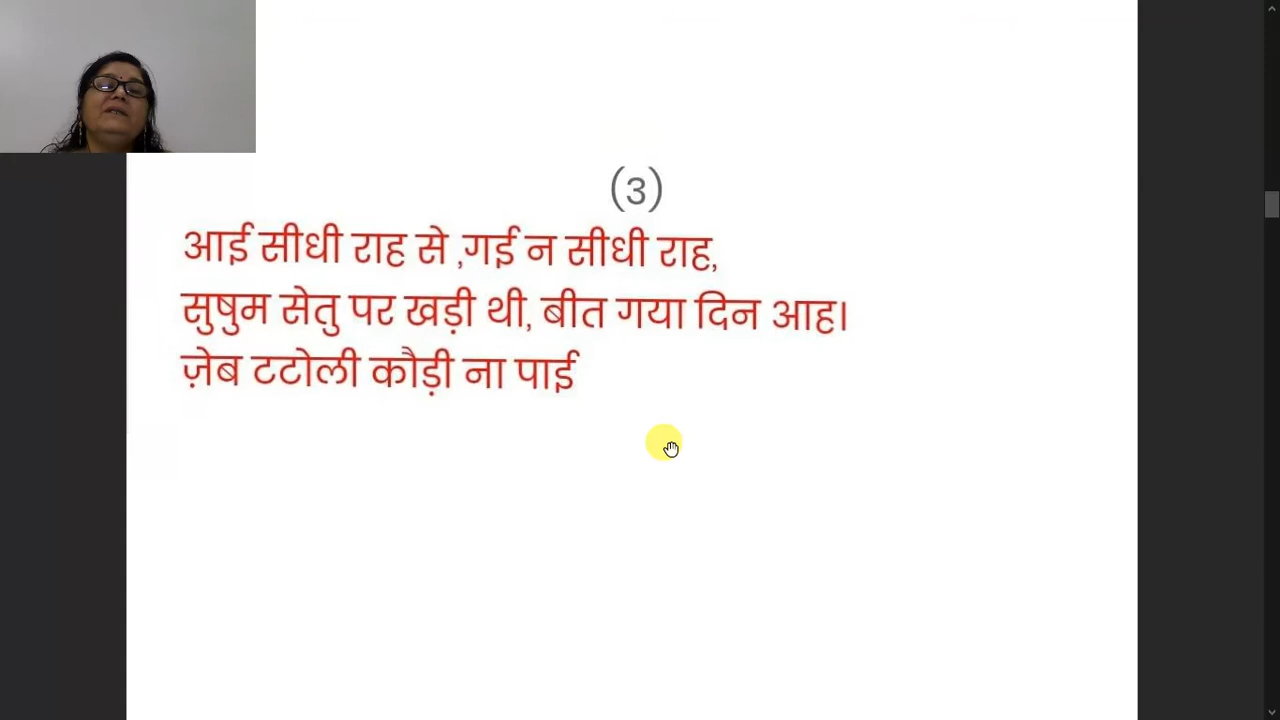 (3)
आई सीधी राह से ,गई न सीधी राह,
सुषुम सेतु पर खड़ी थी, बीत गया दिन आह।
ज़ेब टटोली कौड़ी ना पाई